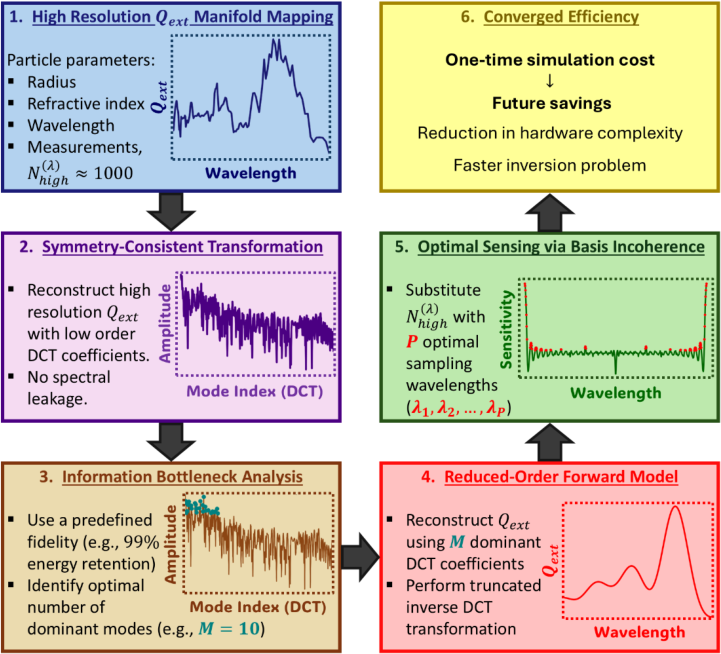 1. High Resolution Q_ext Manifold Mapping
Particle parameters:
▪ Radius
▪ Refractive index
▪ Wavelength
▪ Measurements,
N_high^(λ) ≈ 1000
Q_ext
Wavelength
2. Symmetry-Consistent Transformation
▪ Reconstruct high
resolution Q_ext
with low order
DCT coefficients.
▪ No spectral
leakage.
Amplitude
Mode Index (DCT)
3. Information Bottleneck Analysis
▪ Use a predefined
fidelity (e.g., 99%
energy retention)
▪ Identify optimal
number of
dominant modes (e.g., M = 10)
Amplitude
Mode Index (DCT)
4. Reduced-Order Forward Model
▪ Reconstruct Q_ext
using M dominant
DCT coefficients
▪ Perform truncated
inverse DCT
transformation
Q_ext
Wavelength
5. Optimal Sensing via Basis Incoherence
▪ Substitute
N_high^(λ) with
P optimal
sampling
wavelengths
(λ_1, λ_2, ..., λ_P)
Sensitivity
Wavelength
6. Converged Efficiency
One-time simulation cost
↓
Future savings
Reduction in hardware complexity
Faster inversion problem